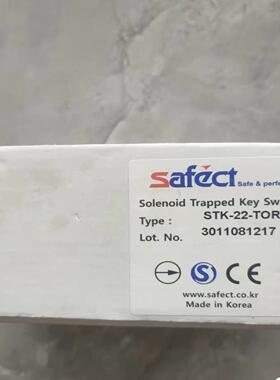 safect Safe & perfe
Solenoid Trapped Key Sw
Type : STK-22-TOR
Lot. No. 3011081217
www.safect.co.kr
Made in Korea